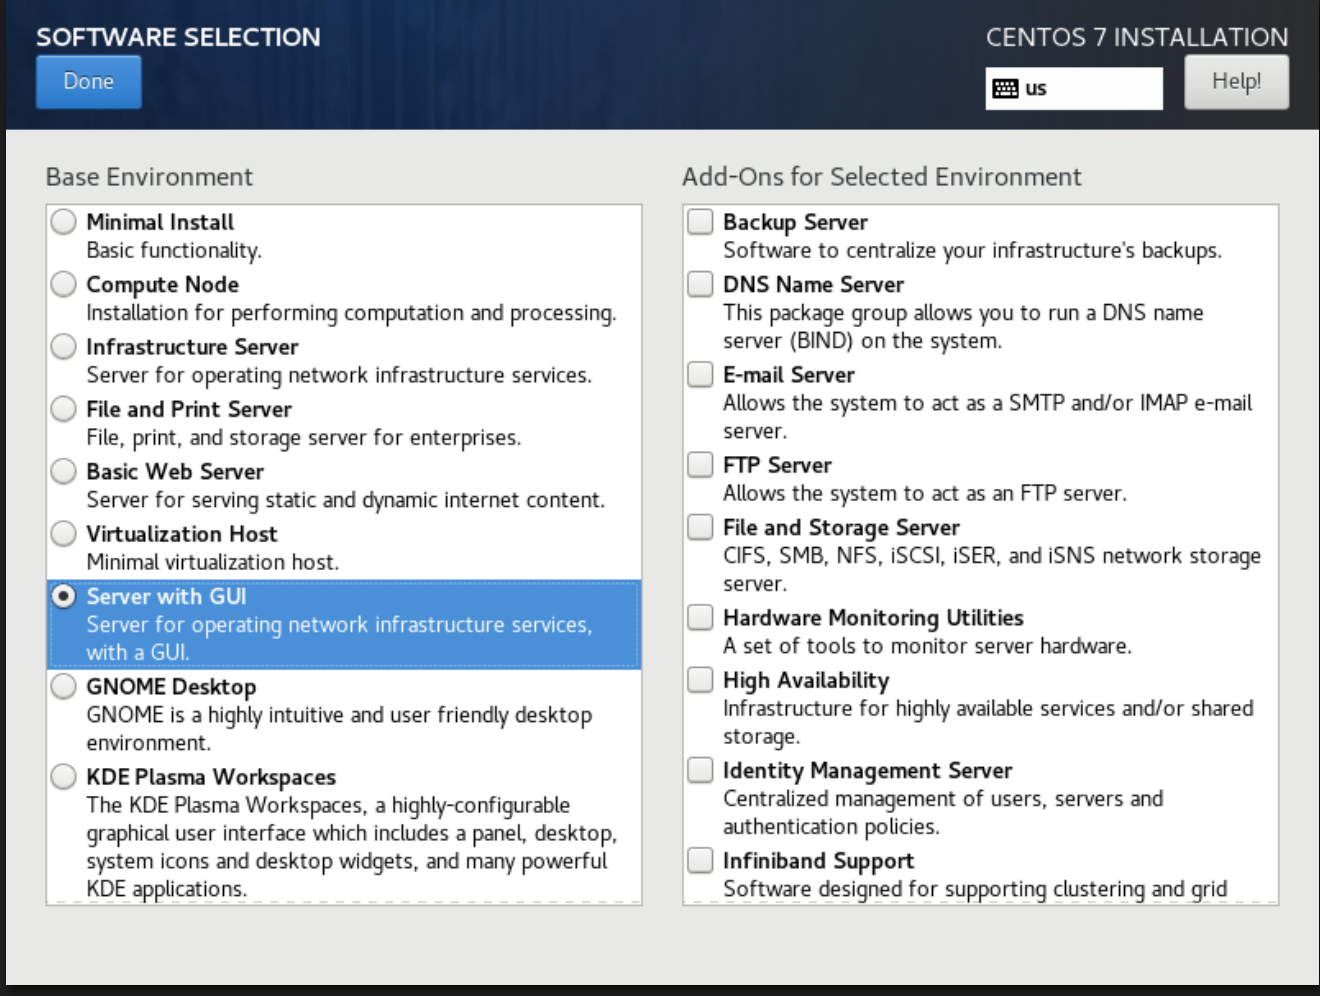 SOFTWARE SELECTION
CENTOS 7 INSTALLATION
Done
us
Help!
Base Environment
Minimal Install
Basic functionality.
Compute Node
Installation for performing computation and processing.
Infrastructure Server
Server for operating network infrastructure services.
File and Print Server
File, print, and storage server for enterprises.
Basic Web Server
Server for serving static and dynamic internet content.
Virtualization Host
Minimal virtualization host.
Server with GUI
Server for operating network infrastructure services,
with a GUI.
GNOME Desktop
GNOME is a highly intuitive and user friendly desktop
environment.
KDE Plasma Workspaces
The KDE Plasma Workspaces, a highly-configurable
graphical user interface which includes a panel, desktop,
system icons and desktop widgets, and many powerful
KDE applications.
Add-Ons for Selected Environment
Backup Server
Software to centralize your infrastructure's backups.
DNS Name Server
This package group allows you to run a DNS name
server (BIND) on the system.
E-mail Server
Allows the system to act as a SMTP and/or IMAP e-mail
server.
FTP Server
Allows the system to act as an FTP server.
File and Storage Server
CIFS, SMB, NFS, iSCSI, iSER, and iSNS network storage
server.
Hardware Monitoring Utilities
A set of tools to monitor server hardware.
High Availability
Infrastructure for highly available services and/or shared
storage.
Identity Management Server
Centralized management of users, servers and
authentication policies.
Infiniband Support
Software designed for supporting clustering and grid